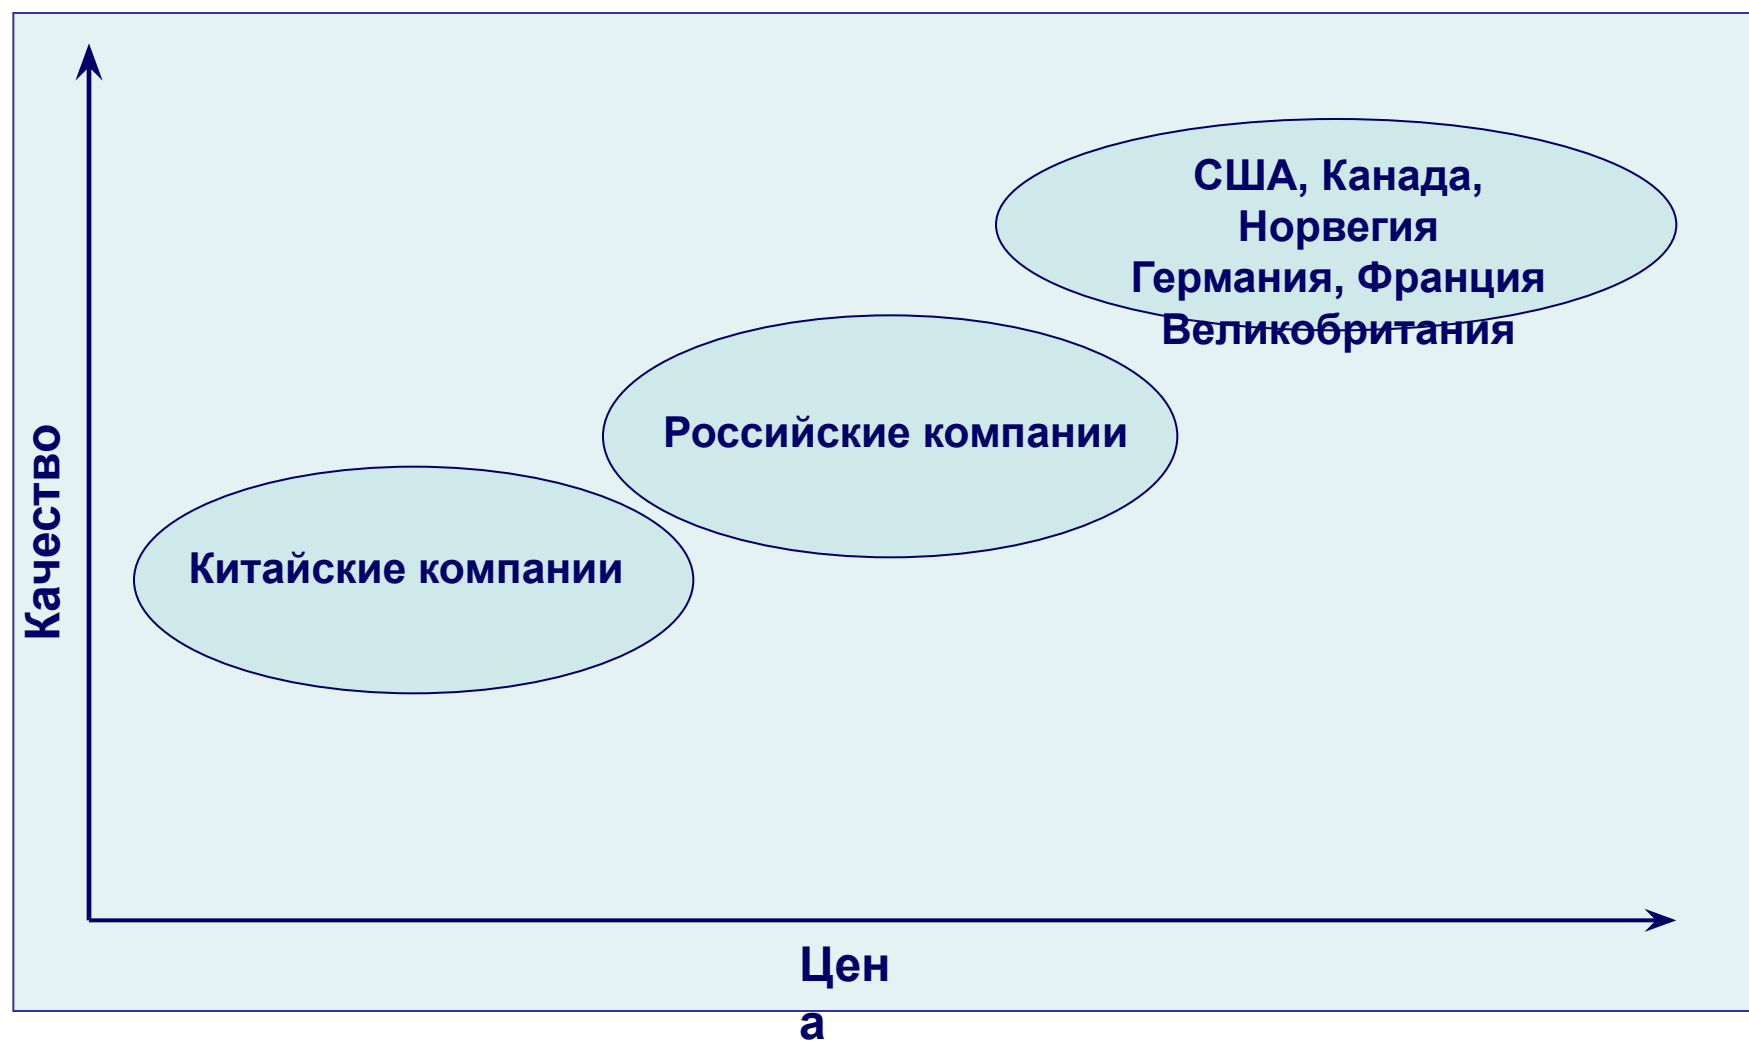 США, Канада,
Норвегия
Германия, Франция
Великобритания
Российские компании
Китайские компании
Качество
Цен
а